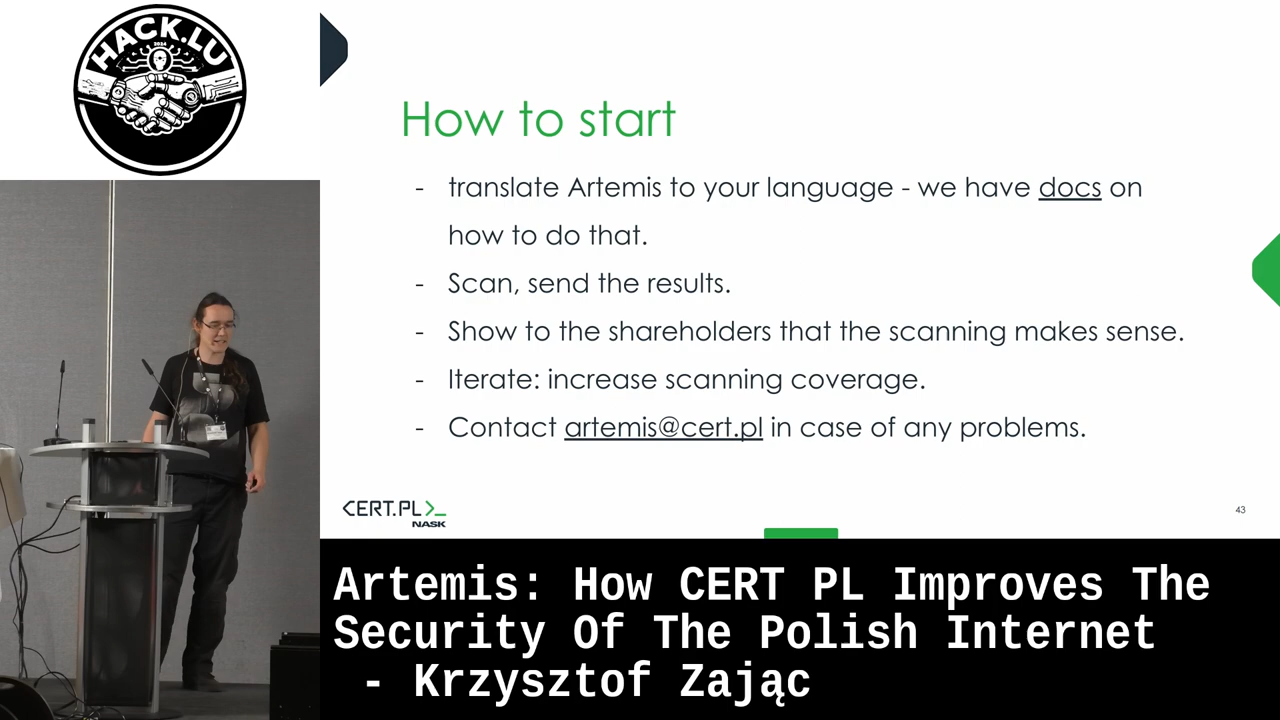 HACK.LU
2024
How to start
- translate Artemis to your language - we have docs on
how to do that.
- Scan, send the results.
- Show to the shareholders that the scanning makes sense.
- Iterate: increase scanning coverage.
- Contact artemis@cert.pl in case of any problems.
CERT.PL>_
NASK
43
Artemis: How CERT PL Improves The
Security Of The Polish Internet
- Krzysztof Zając